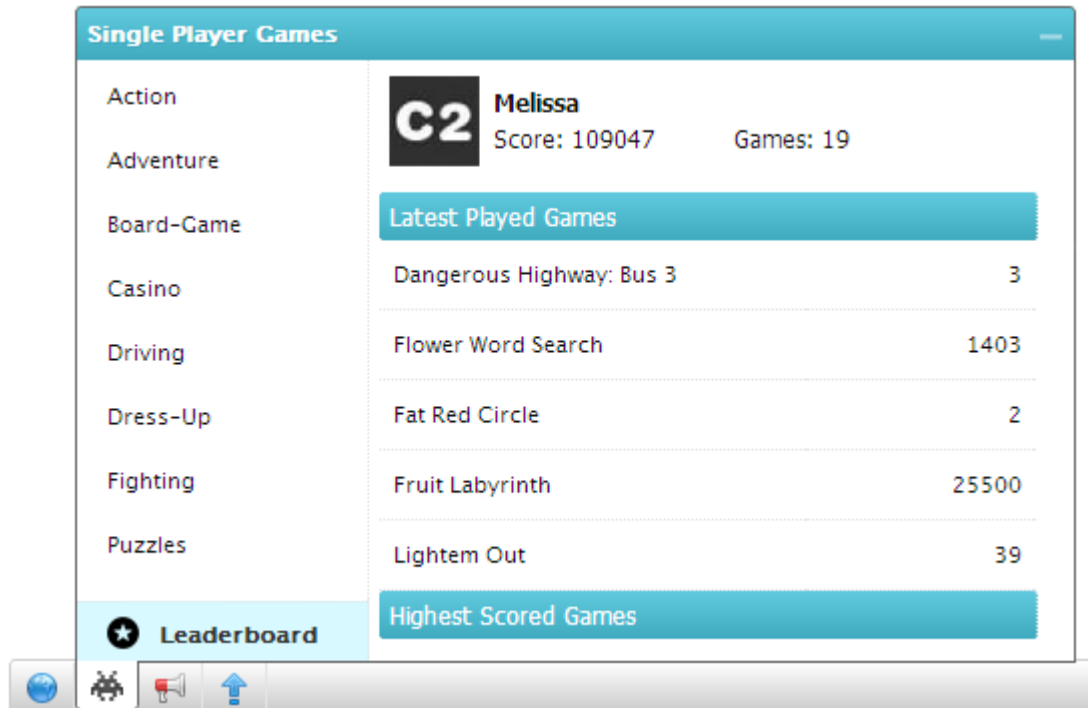 Single Player Games
Action
Adventure
Board-Game
Casino
Driving
Dress-Up
Fighting
Puzzles
Leaderboard
C2
Melissa
Score: 109047 Games: 19
Latest Played Games
Dangerous Highway: Bus 3 3
Flower Word Search 1403
Fat Red Circle 2
Fruit Labyrinth 25500
Lightem Out 39
Highest Scored Games